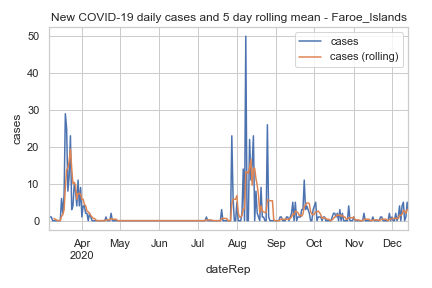 New COVID-19 daily cases and 5 day rolling mean - Faroe_Islands
cases
cases (rolling)
50
40
30
20
10
0
cases
Apr May Jun Jul Aug Sep Oct Nov Dec
2020
dateRep